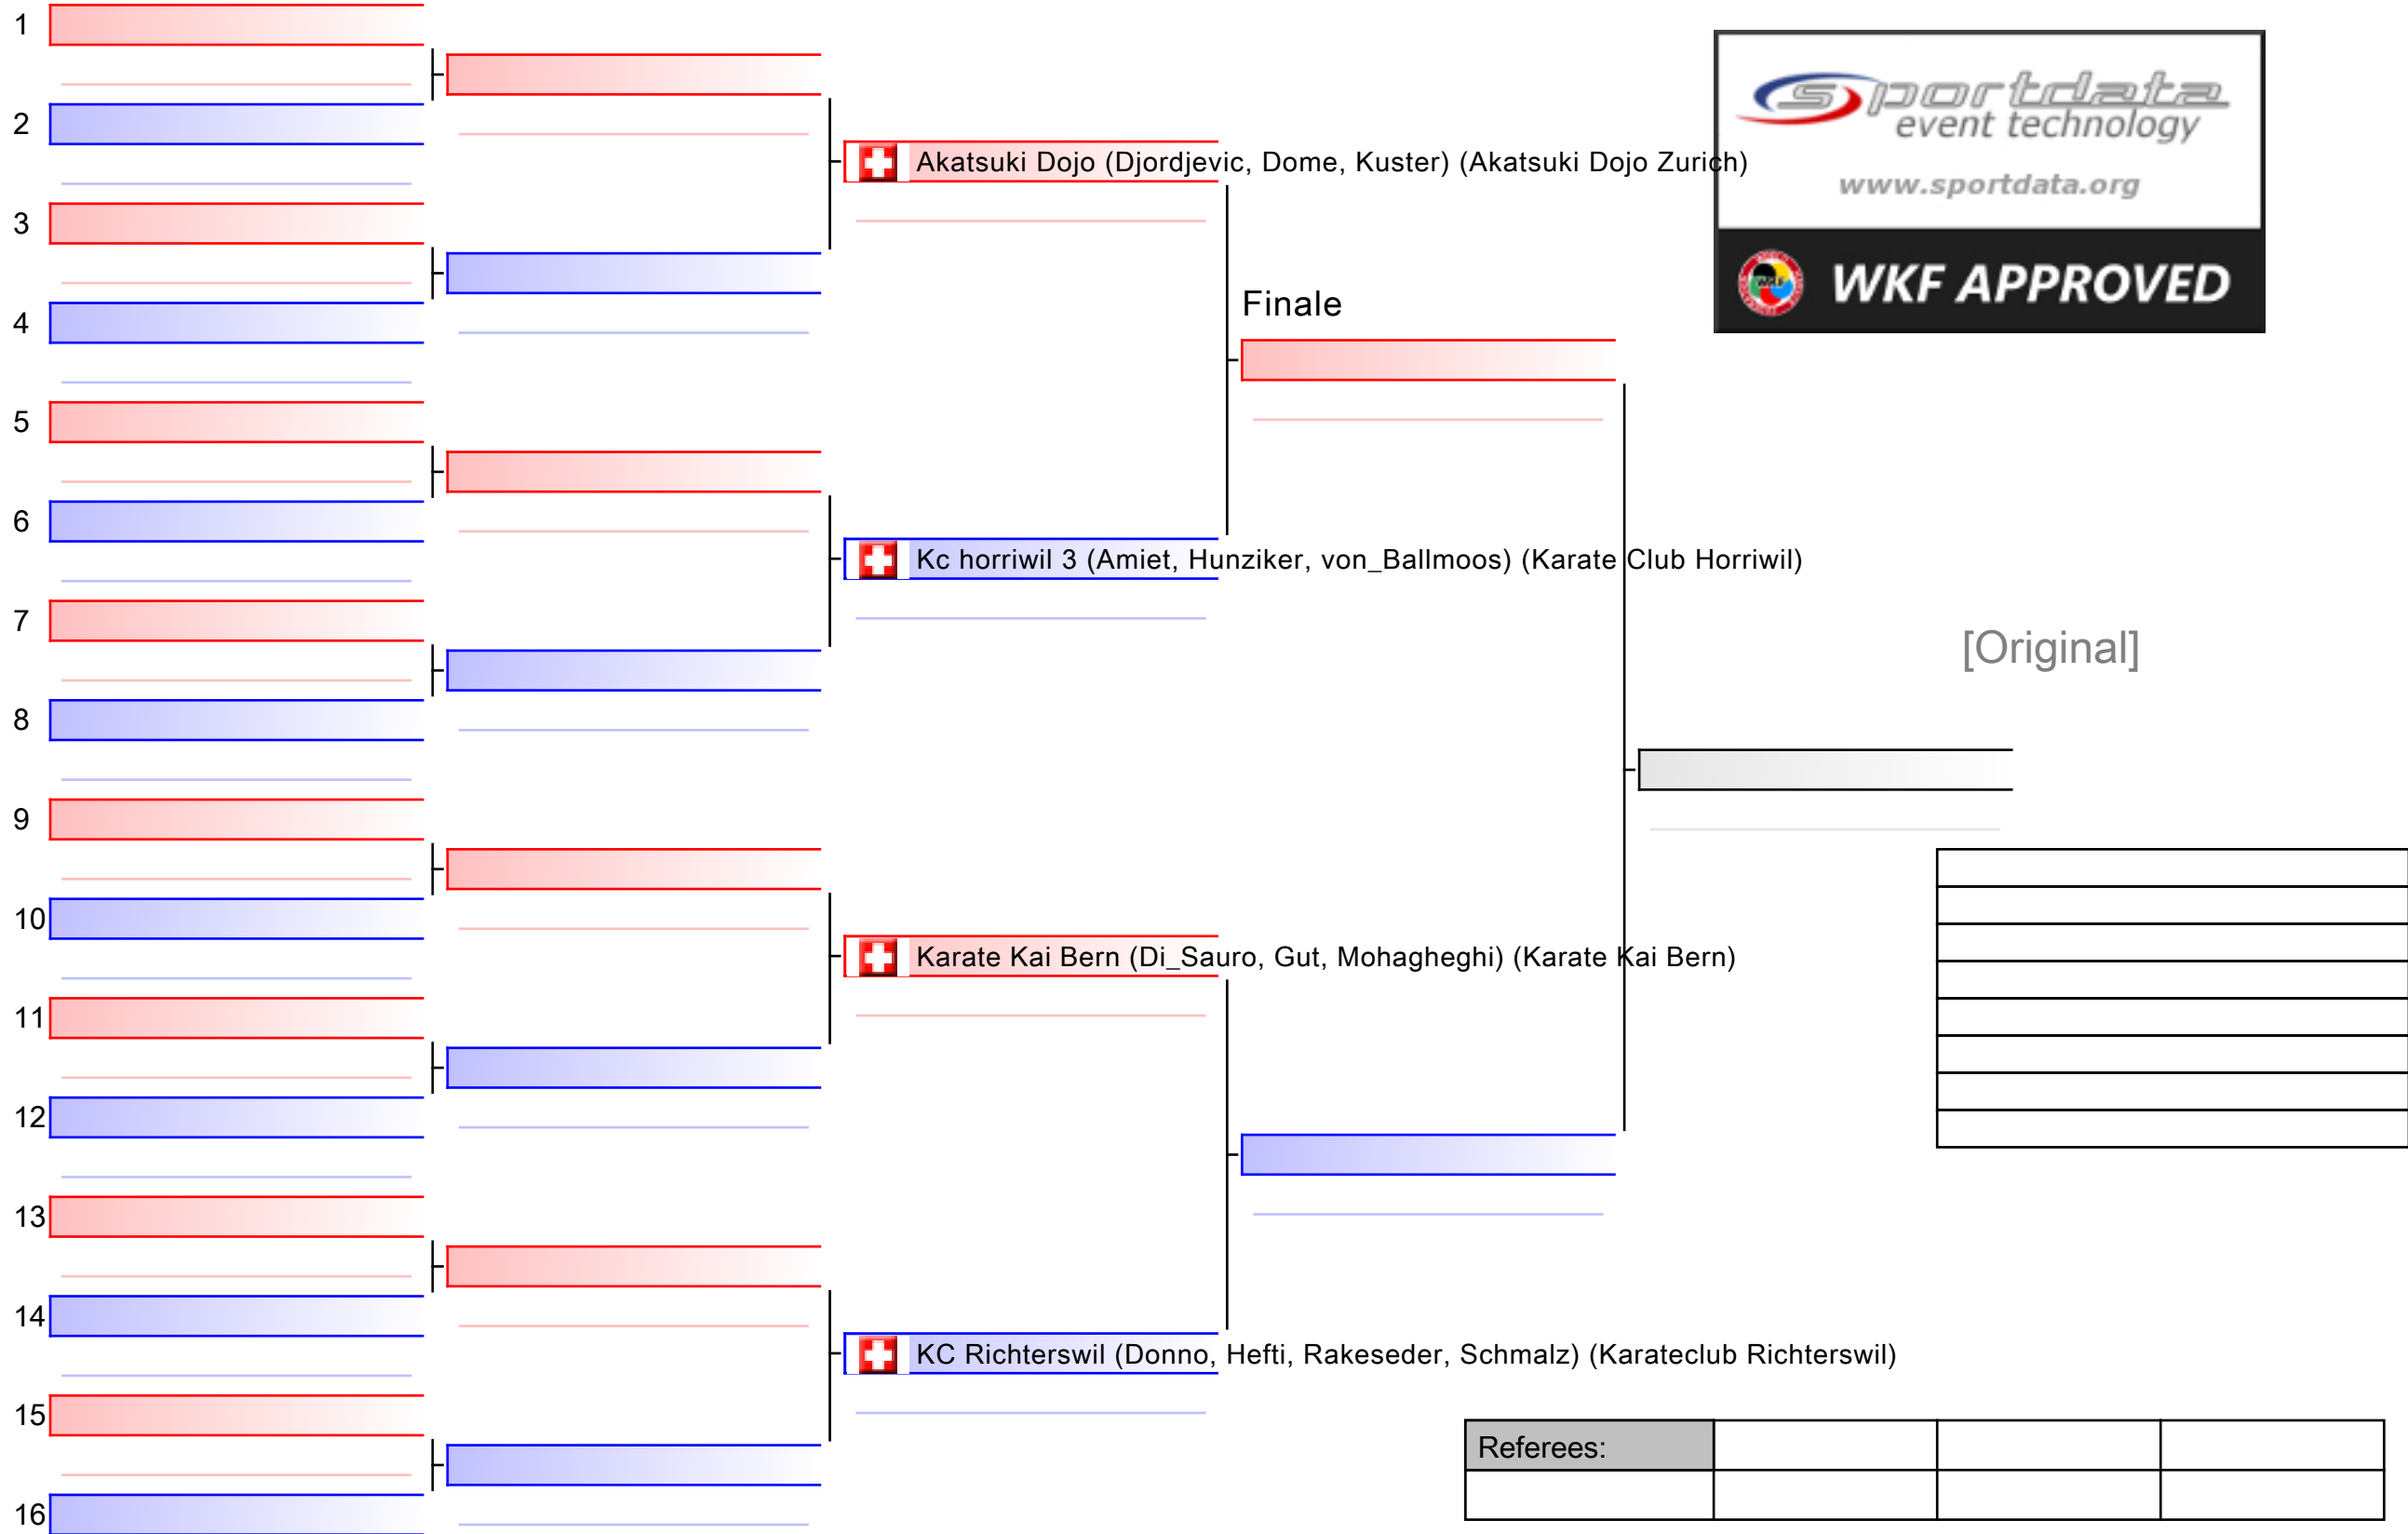 1
2
3
4
5
6
7
8
9
10
11
12
13
14
15
16
Akatsuki Dojo (Djordjevic, Dome, Kuster) (Akatsuki Dojo Zurich)
Kc horriwil 3 (Amiet, Hunziker, von_Ballmoos) (Karate Club Horriwil)
Karate Kai Bern (Di_Sauro, Gut, Mohagheghi) (Karate Kai Bern)
KC Richterswil (Donno, Hefti, Rakeseder, Schmalz) (Karateclub Richterswil)
Finale
sportdata
event technology
www.sportdata.org
WKF APPROVED
[Original]
Referees: